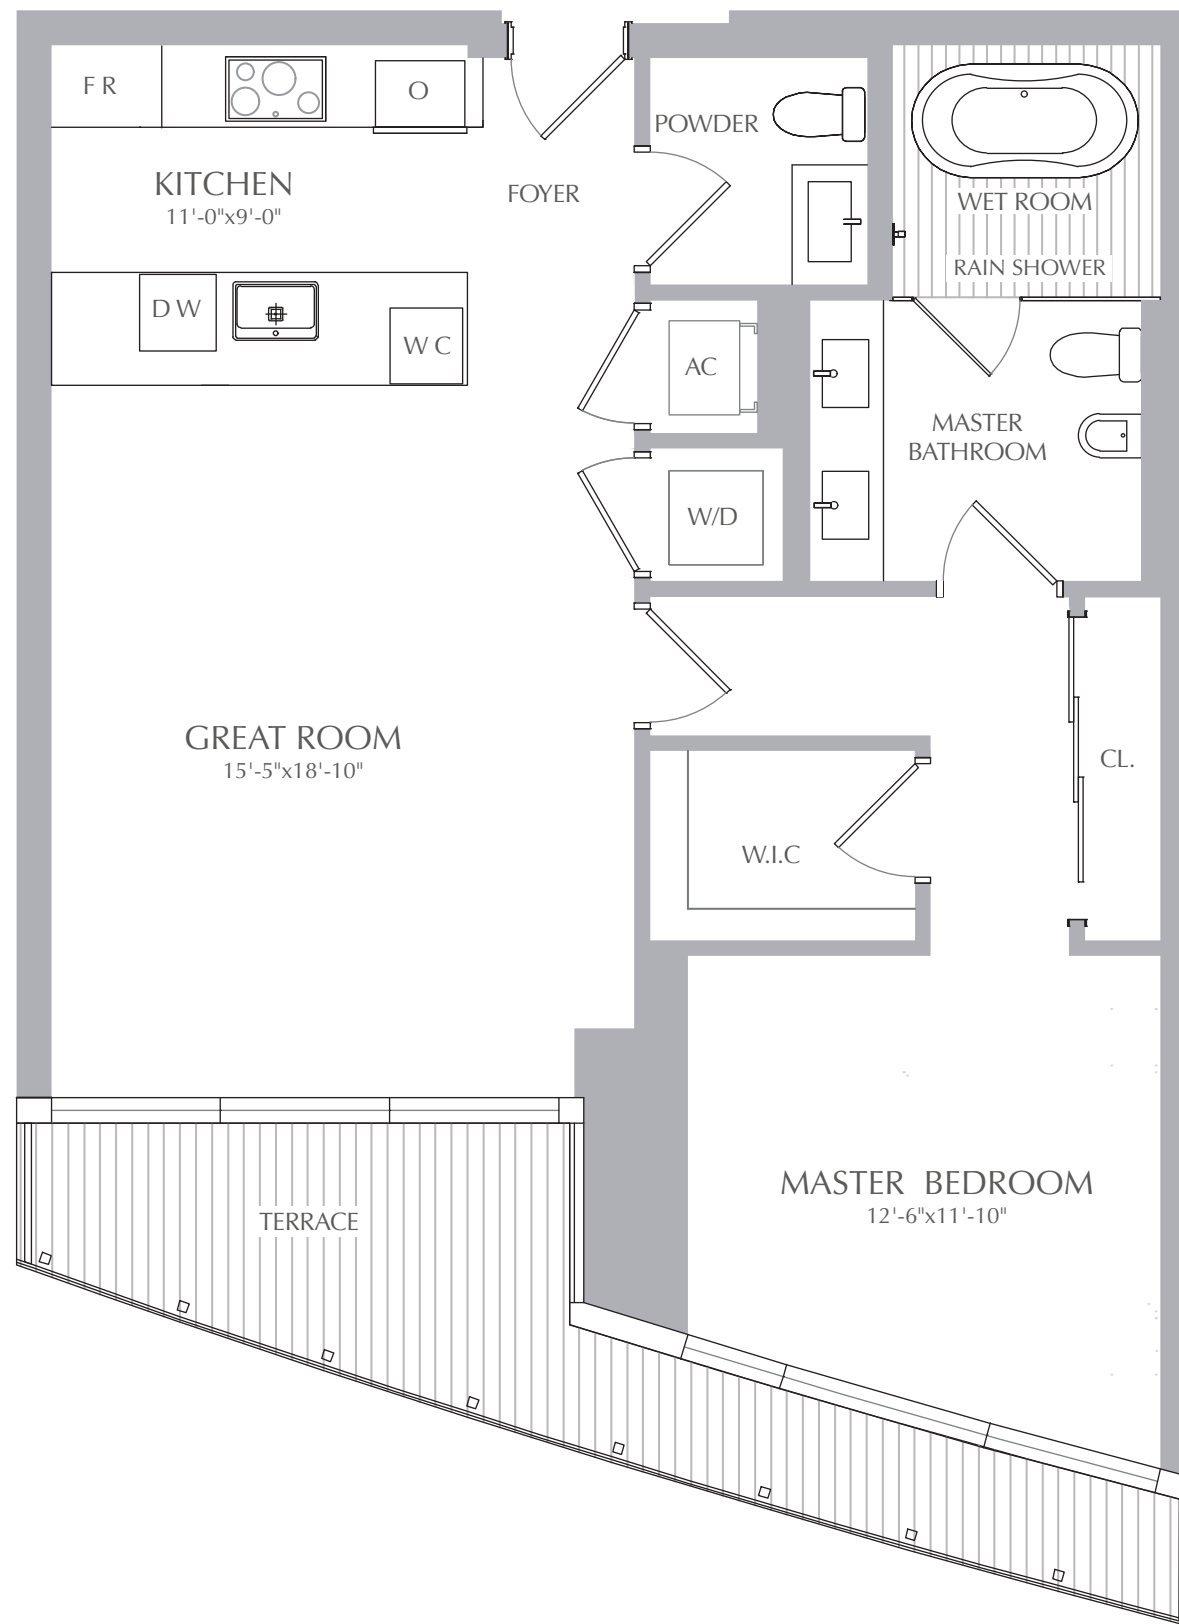 F R
O
POWDER
KITCHEN
11'-0"x9'-0"
FOYER
WET ROOM
RAIN SHOWER
D W
W C
AC
MASTER
BATHROOM
W/D
GREAT ROOM
15'-5"x18'-10"
CL.
W.I.C
MASTER BEDROOM
12'-6"x11'-10"
TERRACE